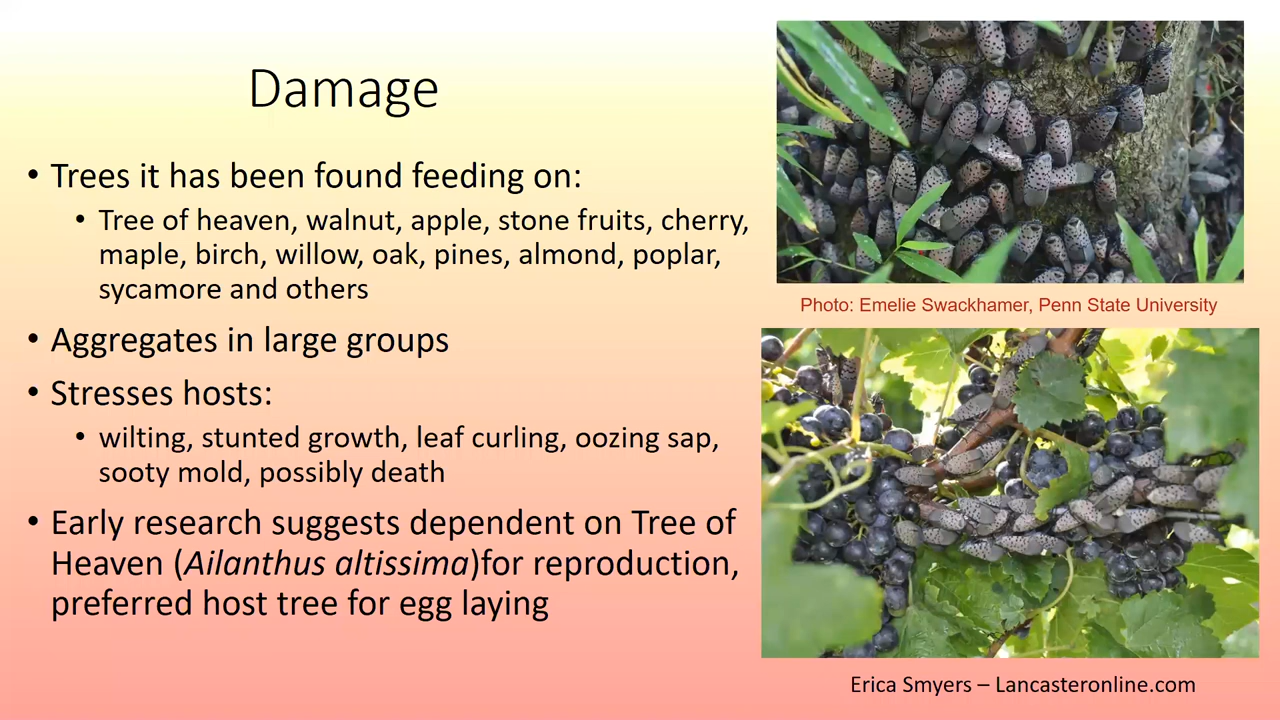 Damage
• Trees it has been found feeding on:
• Tree of heaven, walnut, apple, stone fruits, cherry,
maple, birch, willow, oak, pines, almond, poplar,
sycamore and others
• Aggregates in large groups
• Stresses hosts:
• wilting, stunted growth, leaf curling, oozing sap,
sooty mold, possibly death
• Early research suggests dependent on Tree of
Heaven (Ailanthus altissima)for reproduction,
preferred host tree for egg laying
Photo: Emelie Swackhamer, Penn State University
Erica Smyers – Lancasteronline.com